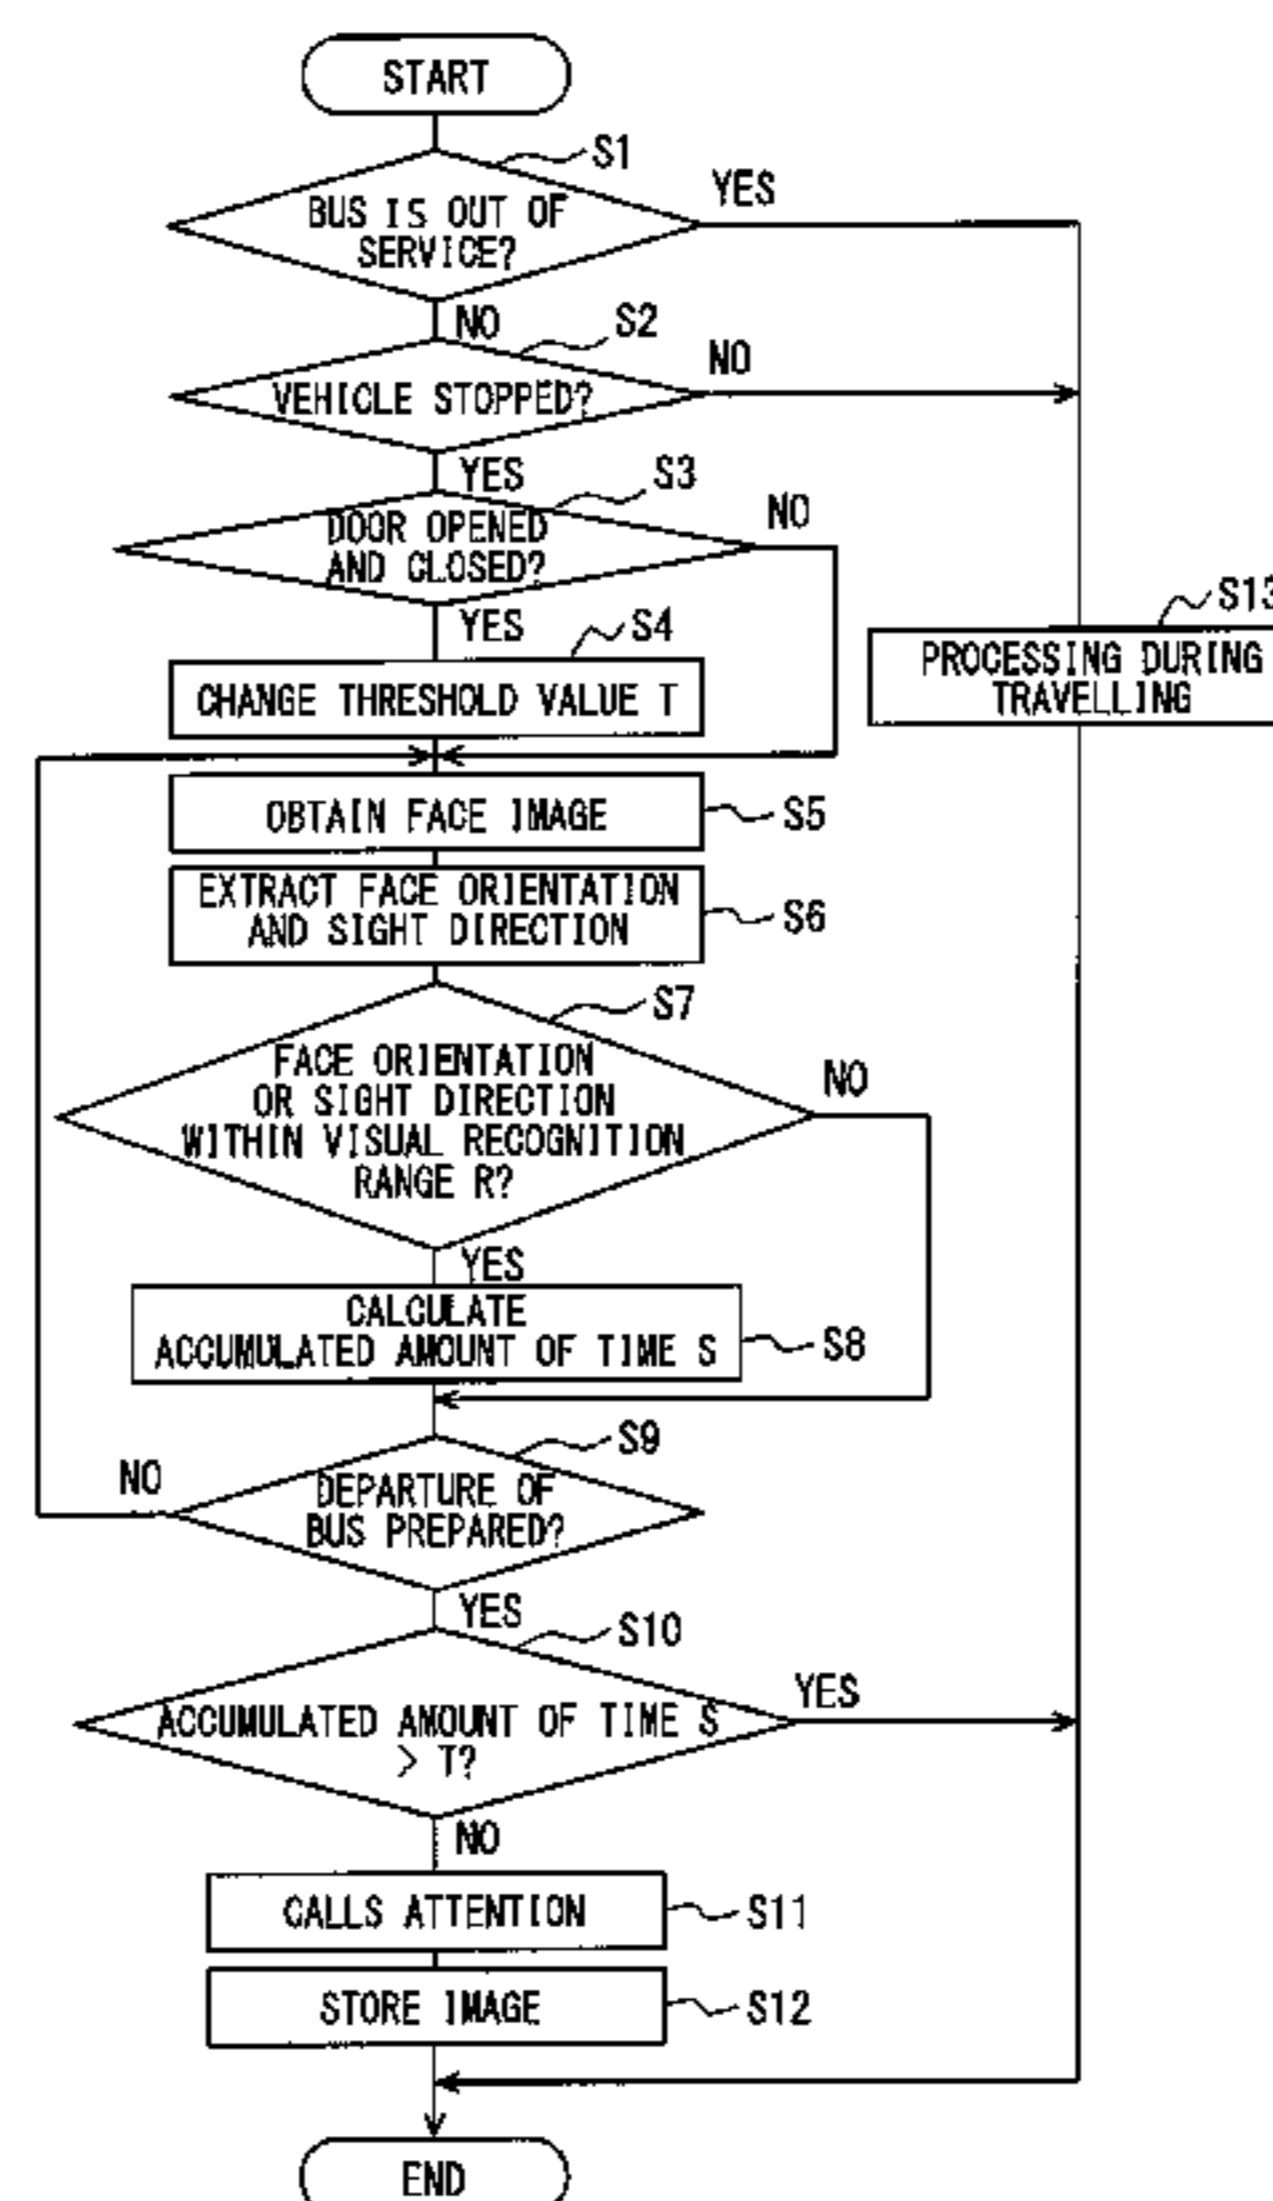 START
S1
YES
BUS IS OUT OF
SERVICE?
NO
S2
NO
VEHICLE STOPPED?
YES
S3
NO
DOOR OPENED
AND CLOSED?
YES
S4
CHANGE THRESHOLD VALUE T
S13
PROCESSING DURING
TRAVELLING
OBTAIN FACE IMAGE
S5
EXTRACT FACE ORIENTATION
AND SIGHT DIRECTION
S6
S7
FACE ORIENTATION
OR SIGHT DIRECTION
WITHIN VISUAL RECOGNITION
RANGE R?
NO
YES
CALCULATE
ACCUMULATED AMOUNT OF TIME S
S8
S9
NO
DEPARTURE OF
BUS PREPARED?
YES
S10
YES
ACCUMULATED AMOUNT OF TIME S
> T?
NO
CALLS ATTENTION
S11
STORE IMAGE
S12
END